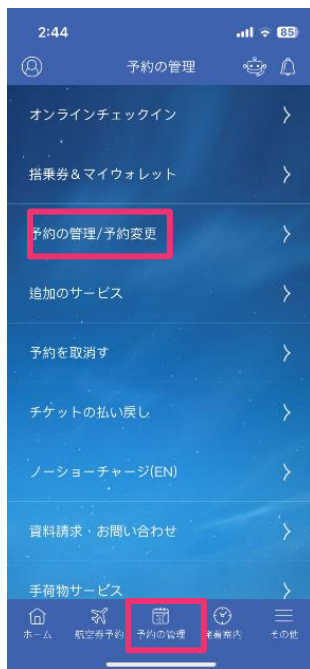 2:44
85
予約の管理
オンラインチェックイン
搭乗券&マイウォレット
予約の管理/予約変更
追加のサービス
予約を取消す
チケットの払い戻し
ノーショーチャージ(EN)
資料請求・お問い合わせ
手荷物サービス
ホーム 航空券予約 予約の管理 発着案内 その他